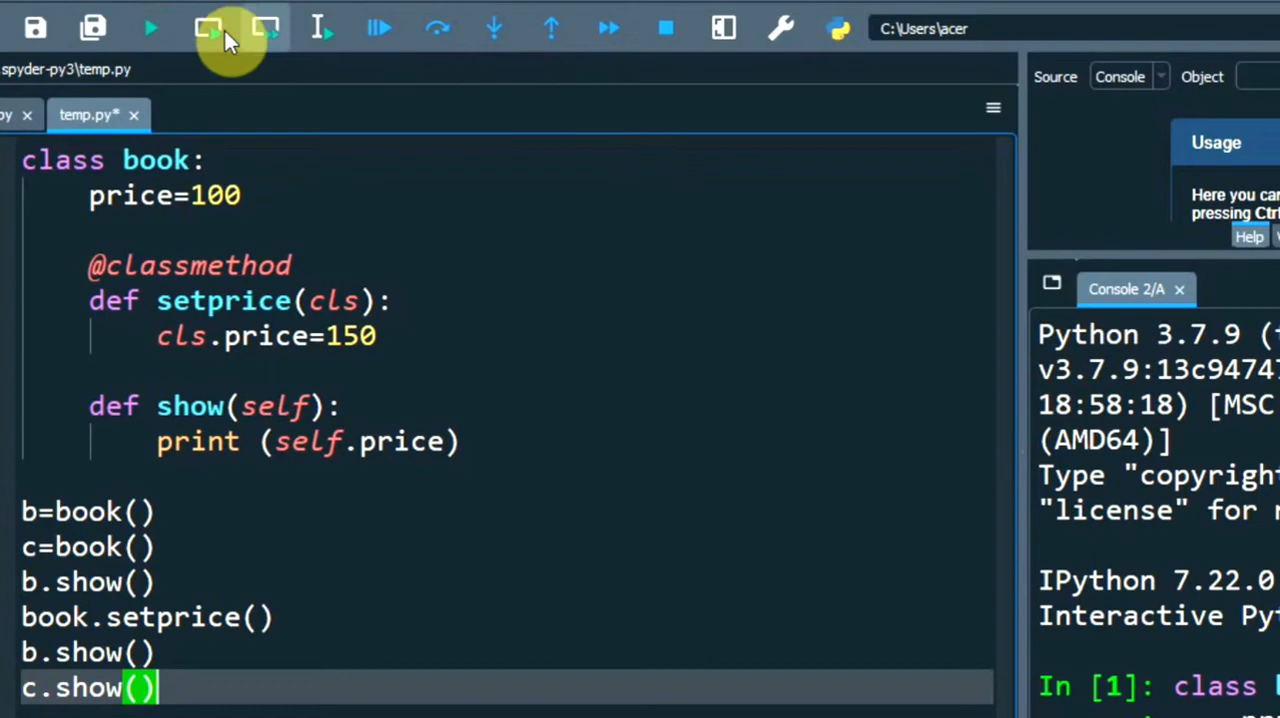 C:\Users\acer
spyder-py3\temp.py
Source Console Object
py × temp.py* ×
Usage
Here you can
pressing Ctrl
Help
class book:
price=100
@classmethod
def setprice(cls):
cls.price=150
def show(self):
print (self.price)
b=book()
c=book()
b.show()
book.setprice()
b.show()
c.show()
Console 2/A ×
Python 3.7.9 (
v3.7.9:13c94747
18:58:18) [MSC
(AMD64)]
Type "copyright
"license" for
IPython 7.22.0
Interactive Py
In [1]: class